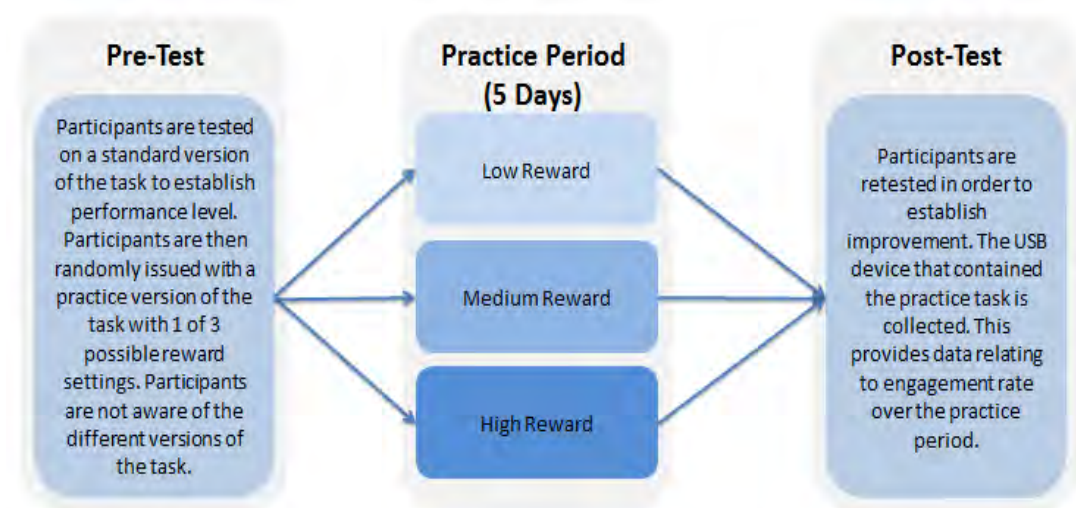 Pre-Test
Participants are tested
on a standard version
of the task to establish
performance level.
Participants are then
randomly issued with a
practice version of the
task with 1 of 3
possible reward
settings. Participants
are not aware of the
different versions of
the task.
Practice Period
(5 Days)
Low Reward
Medium Reward
High Reward
Post-Test
Participants are
retested in order to
establish
improvement. The USB
device that contained
the practice task is
collected. This
provides data relating
to engagement rate
over the practice
period.